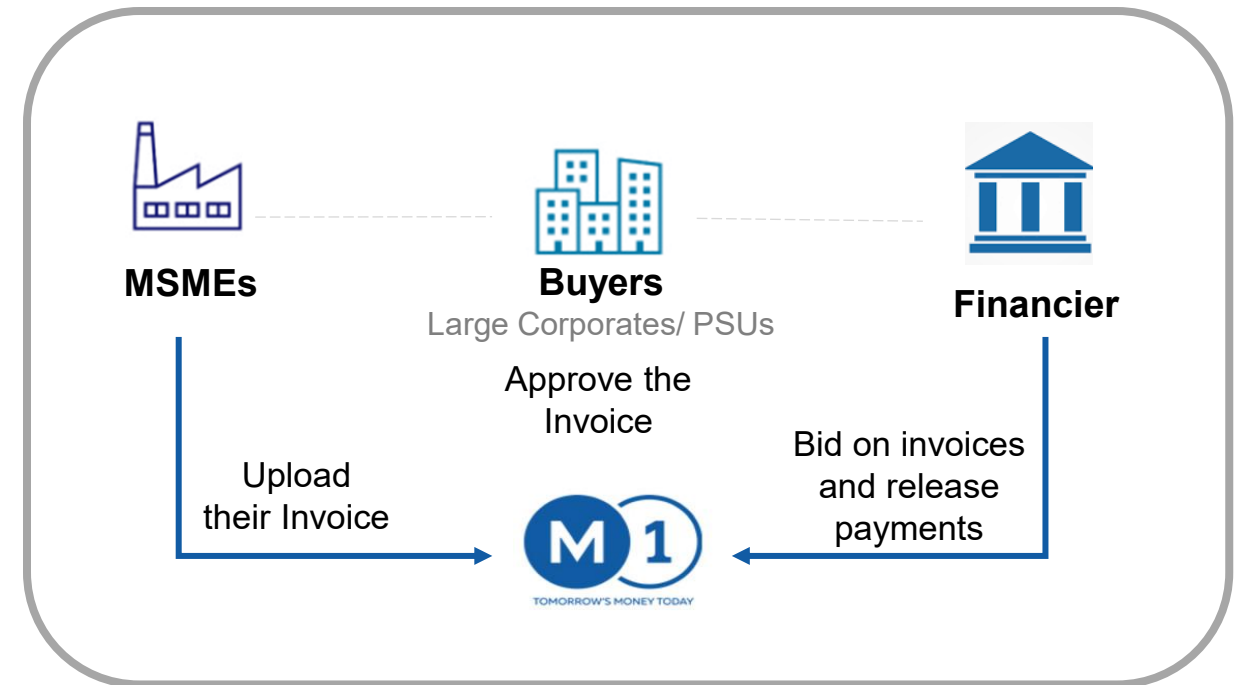 MSMEs
Buyers
Large Corporates/ PSUs
Financier
Approve the
Invoice
Upload
their Invoice
Bid on invoices
and release
payments
M 1
TOMORROW'S MONEY TODAY